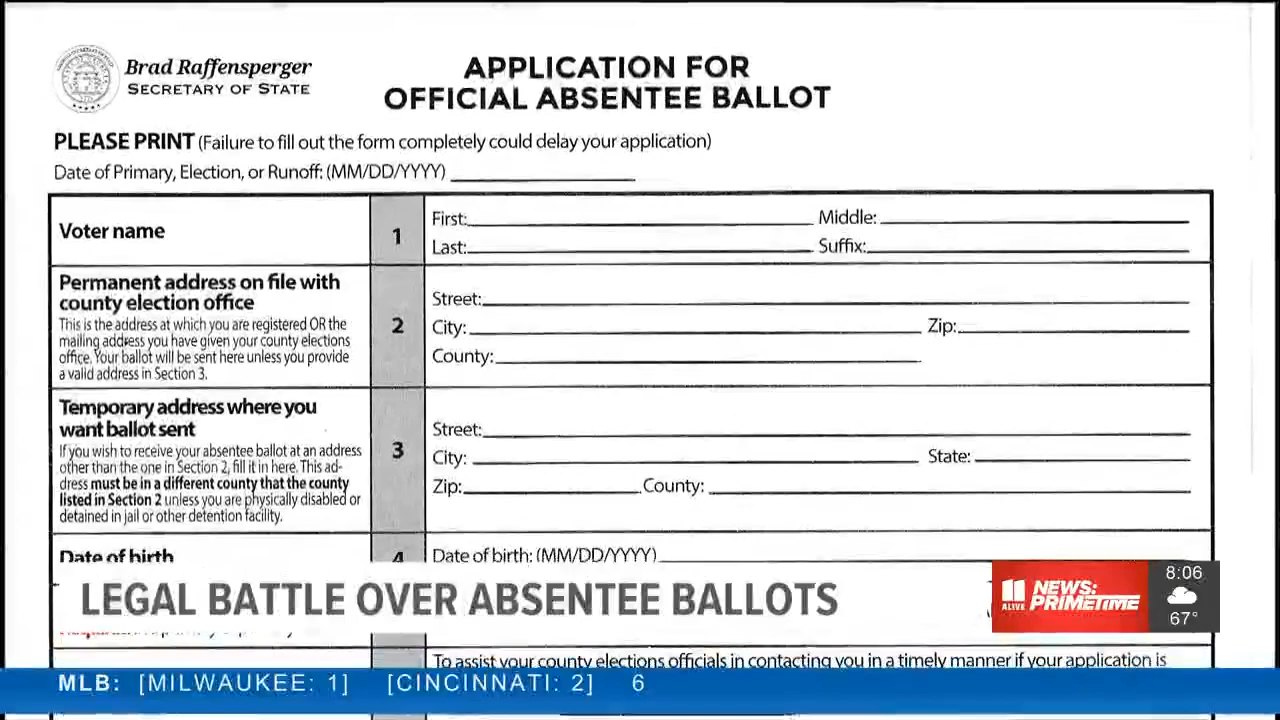 Brad Raffensperger
SECRETARY OF STATE
APPLICATION FOR
OFFICIAL ABSENTEE BALLOT
PLEASE PRINT (Failure to fill out the form completely could delay your application)
Date of Primary, Election, or Runoff: (MM/DD/YYYY)
Voter name
1
First: Middle:
Last: Suffix:
Permanent address on file with
county election office
This is the address at which you are registered OR the
mailing address you have given your county elections
office. Your ballot will be sent here unless you provide
a valid address in Section 3.
2
Street:
City: Zip:
County:
Temporary address where you
want ballot sent
If you wish to receive your absentee ballot at an address
other than the one in Section 2, fill it in here. This ad-
dress must be in a different county that the county
listed in Section 2 unless you are physically disabled or
detained in jail or other detention facility.
3
Street:
City: State:
Zip: County:
Date of birth
4
Date of birth: (MM/DD/YYYY)
LEGAL BATTLE OVER ABSENTEE BALLOTS
11 ALIVE
NEWS:
PRIMETIME
8:06
67°
To assist your county elections officials in contacting you in a timely manner if your application is
MLB: [MILWAUKEE: 1] [CINCINNATI: 2] 6